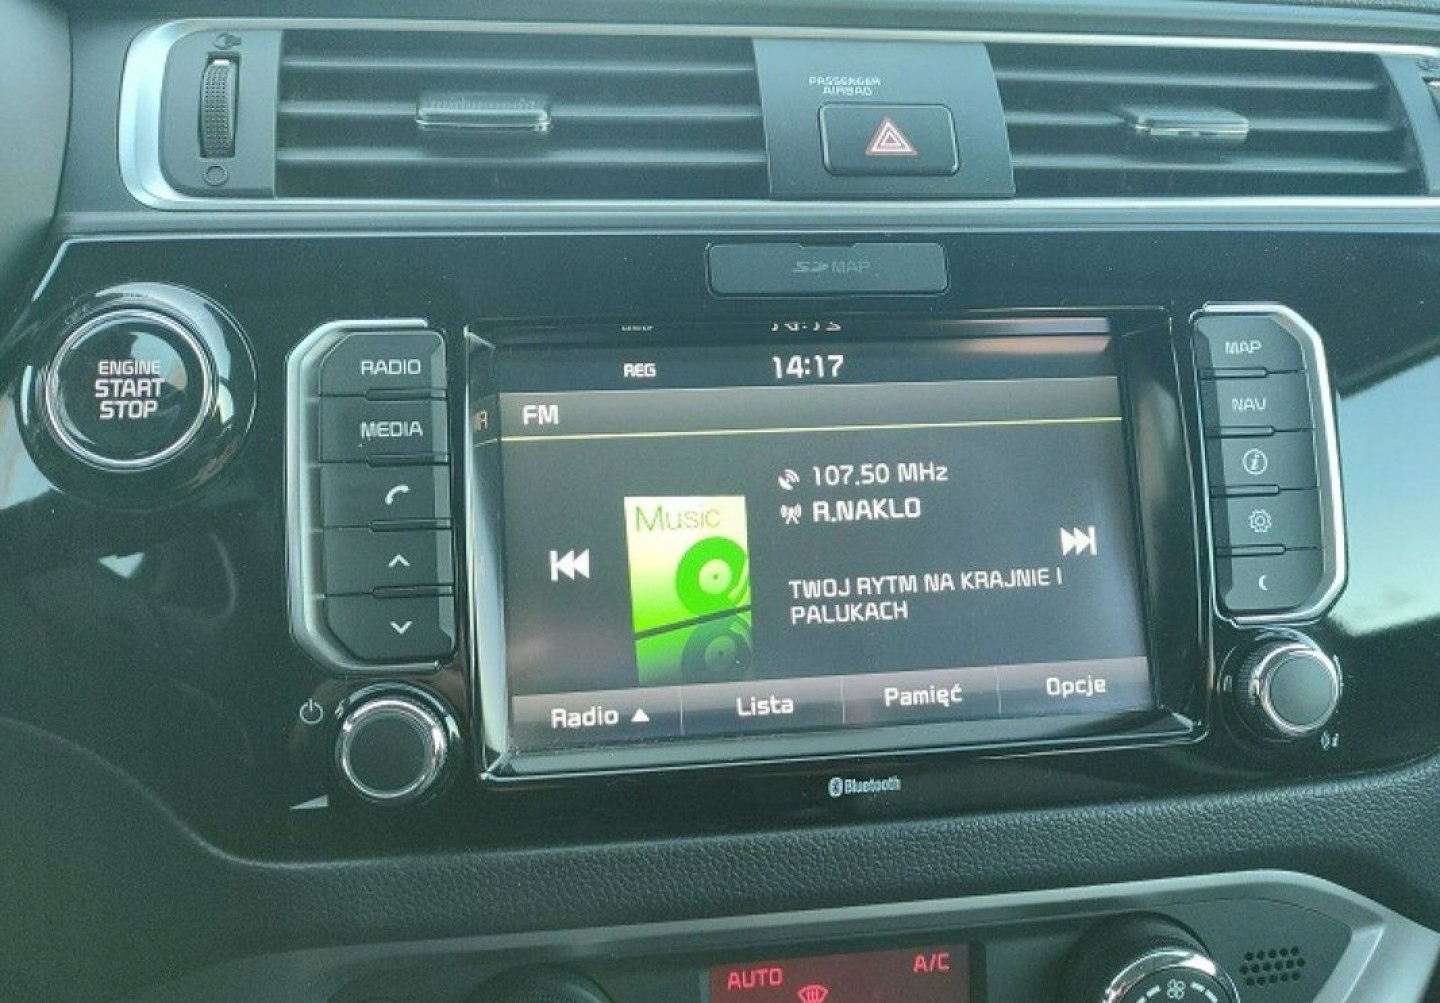 PASSENGER
AIRBAG
SD MAP
ENGINE
START
STOP
RADIO
MEDIA
REG
14:17
FM
107.50 MHz
R.NAKLO
TWOJ RYTM NA KRAJNIE I
PALUKACH
Music
Radio ▲
Lista
Pamięć
Opcje
MAP
NAV
Bluetooth
AUTO
A/C